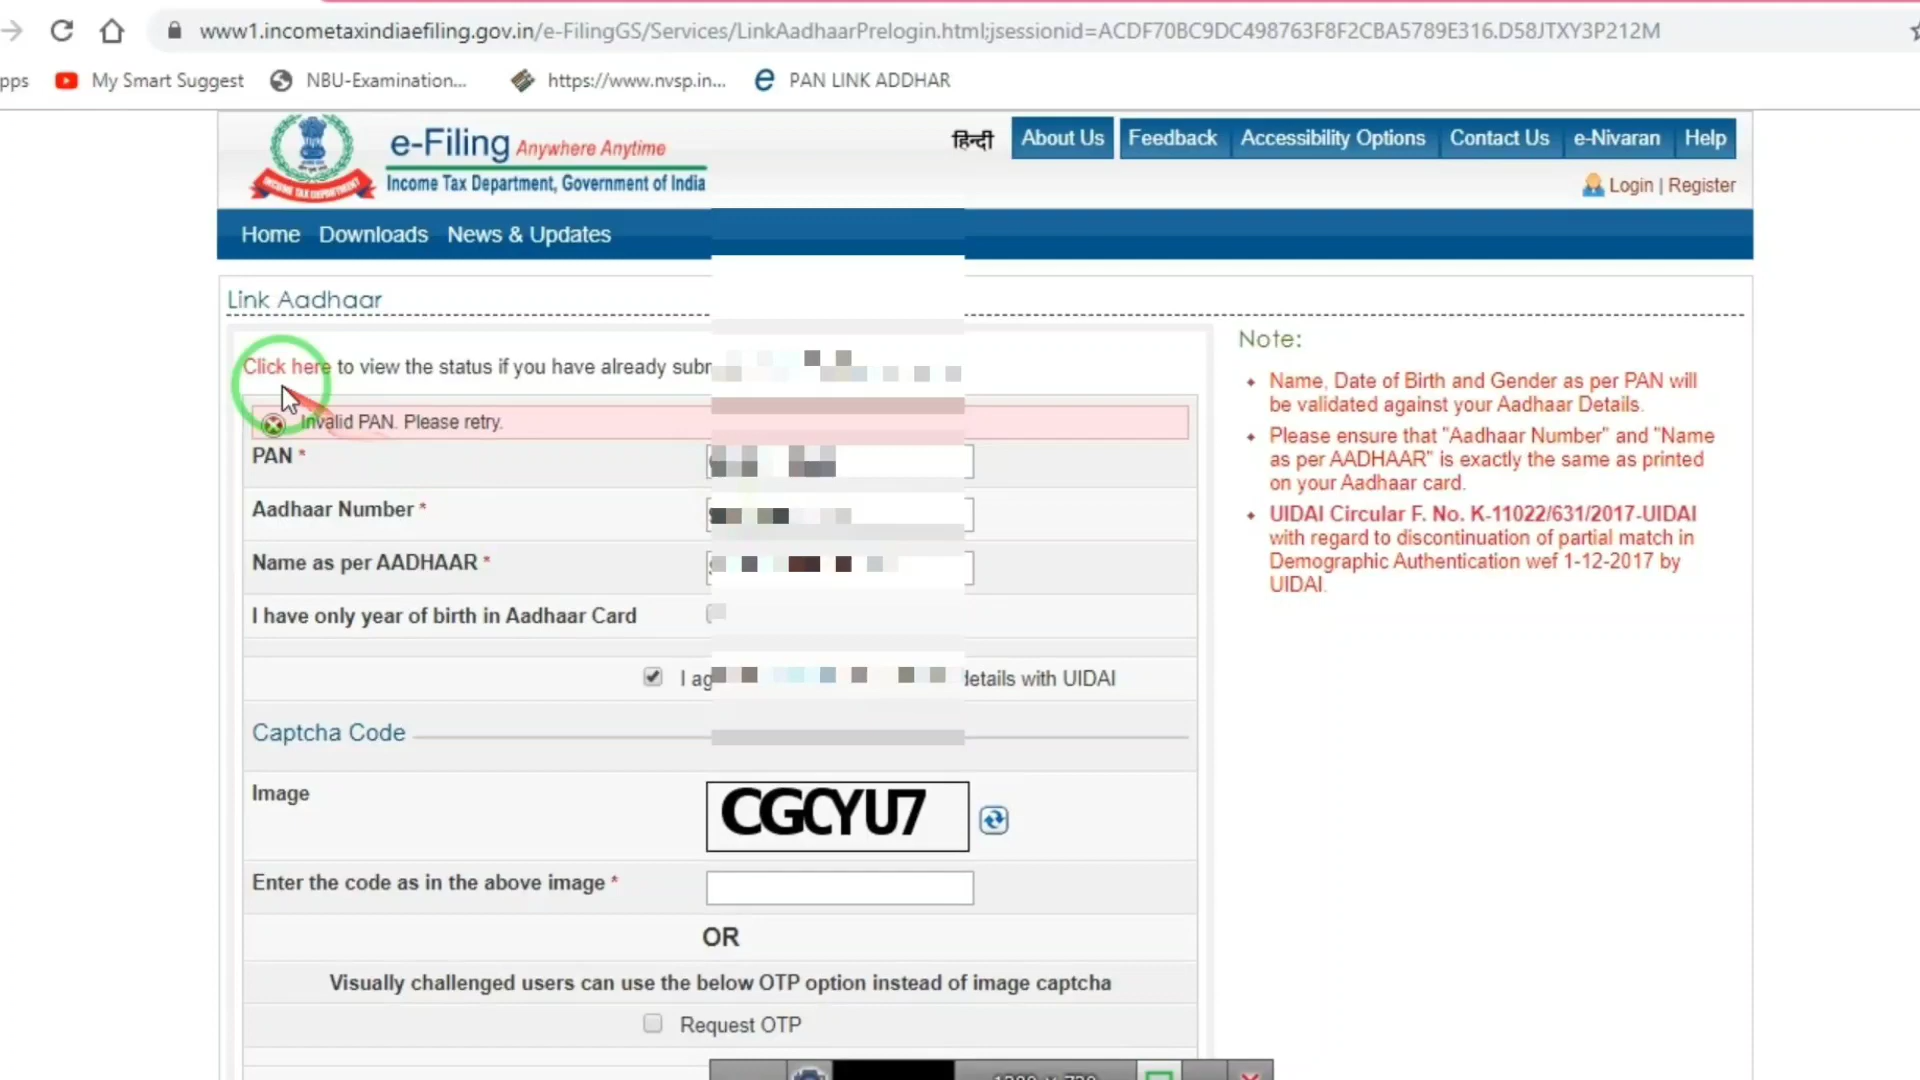 www1.incometaxindiaefiling.gov.in/e-FilingGS/Services/LinkAadhaarPrelogin.html;jsessionid=ACDF70BC9DC498763F8F2CBA5789E316.D58JTXY3P212M
pps My Smart Suggest NBU-Examination... https://www.nvsp.in... PAN LINK ADDHAR
e-Filing Anywhere Anytime
Income Tax Department, Government of India
INCOME TAX DEPARTMENT
हिन्दी About Us Feedback Accessibility Options Contact Us e-Nivaran Help
Login | Register
Home Downloads News & Updates
Link Aadhaar
Click here to view the status if you have already subr
Invalid PAN. Please retry.
PAN *
Aadhaar Number *
Name as per AADHAAR *
I have only year of birth in Aadhaar Card
I ag details with UIDAI
Captcha Code
Image CGCYU7
Enter the code as in the above image *
OR
Visually challenged users can use the below OTP option instead of image captcha
Request OTP
Note:
Name, Date of Birth and Gender as per PAN will
be validated against your Aadhaar Details.
Please ensure that "Aadhaar Number" and "Name
as per AADHAAR" is exactly the same as printed
on your Aadhaar card.
UIDAI Circular F. No. K-11022/631/2017-UIDAI
with regard to discontinuation of partial match in
Demographic Authentication wef 1-12-2017 by
UIDAI.